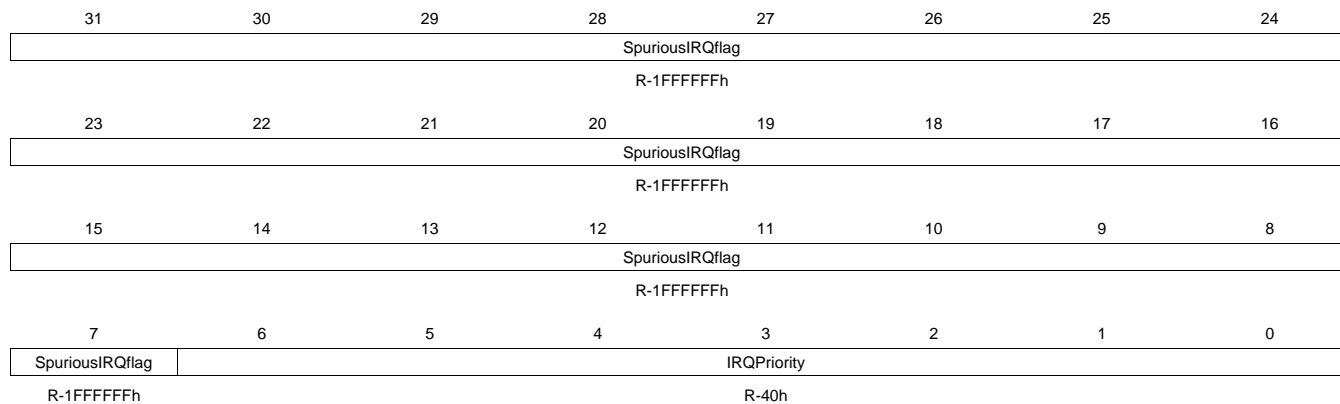 31 30 29 28 27 26 25 24
SpuriousIRQflag
R-1FFFFFFh
23 22 21 20 19 18 17 16
SpuriousIRQflag
R-1FFFFFFh
15 14 13 12 11 10 9 8
SpuriousIRQflag
R-1FFFFFFh
7 6 5 4 3 2 1 0
SpuriousIRQflag IRQPriority
R-1FFFFFFh R-40h